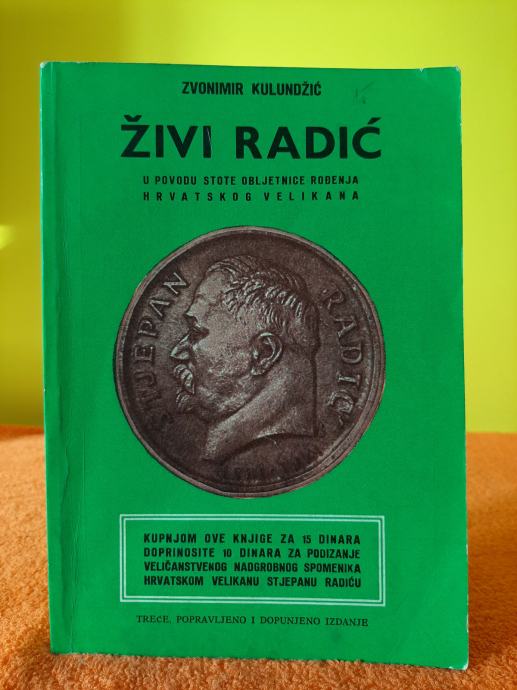 ZVONIMIR KULUNDŽIĆ
ŽIVI RADIĆ
U POVODU STOTE OBLJETNICE ROĐENJA
HRVATSKOG VELIKANA
STJEPAN RADIĆ
KUPNJOM OVE KNJIGE ZA 15 DINARA
DOPRINOSITE 10 DINARA ZA PODIZANJE
VELIČANSTVENOG NADGROBNOG SPOMENIKA
HRVATSKOM VELIKANU STJEPANU RADIĆU
TREĆE, POPRAVLJENO I DOPUNJENO IZDANJE